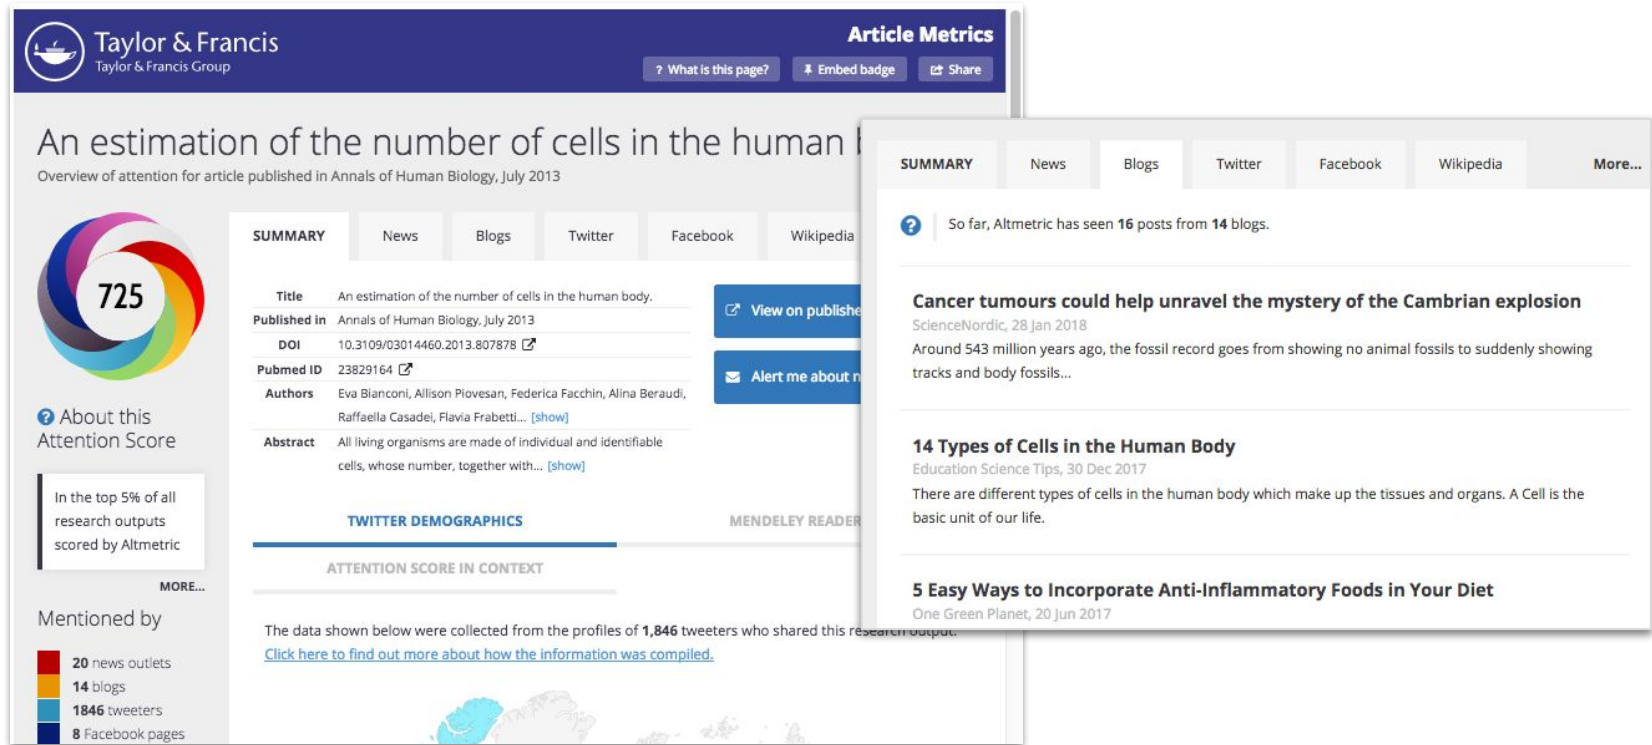 Taylor & Francis
Taylor & Francis Group
Article Metrics
? What is this page?
Embed badge
Share
An estimation of the number of cells in the human
Overview of attention for article published in Annals of Human Biology, July 2013
725
About this
Attention Score
In the top 5% of all
research outputs
scored by Altmetric
MORE...
Mentioned by
20 news outlets
14 blogs
1846 tweeters
8 Facebook pages
SUMMARY News Blogs Twitter Facebook Wikipedia
Title An estimation of the number of cells in the human body.
Published in Annals of Human Biology, July 2013
DOI 10.3109/03014460.2013.807878
Pubmed ID 23829164
Authors Eva Bianconi, Allison Piovesan, Federica Facchin, Alina Beraudi,
Raffaella Casadei, Flavia Frabetti... [show]
Abstract All living organisms are made of individual and identifiable
cells, whose number, together with... [show]
View on publishe
Alert me about n
TWITTER DEMOGRAPHICS
MENDELEY READER
ATTENTION SCORE IN CONTEXT
The data shown below were collected from the profiles of 1,846 tweeters who shared this research output.
Click here to find out more about how the information was compiled.
SUMMARY News Blogs Twitter Facebook Wikipedia More...
? So far, Altmetric has seen 16 posts from 14 blogs.
Cancer tumours could help unravel the mystery of the Cambrian explosion
ScienceNordic, 28 Jan 2018
Around 543 million years ago, the fossil record goes from showing no animal fossils to suddenly showing
tracks and body fossils...
14 Types of Cells in the Human Body
Education Science Tips, 30 Dec 2017
There are different types of cells in the human body which make up the tissues and organs. A Cell is the
basic unit of our life.
5 Easy Ways to Incorporate Anti-Inflammatory Foods in Your Diet
One Green Planet, 20 Jun 2017